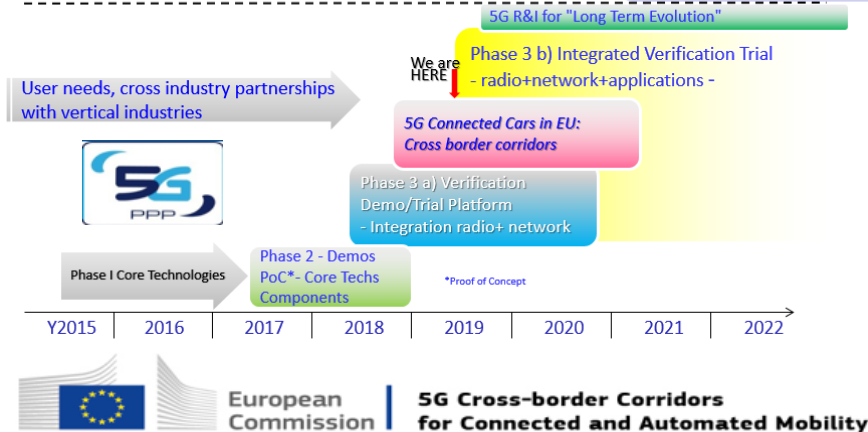 5G R&I for "Long Term Evolution"
We are
HERE
Phase 3 b) Integrated Verification Trial
- radio+network+applications -
User needs, cross industry partnerships
with vertical industries
5G Connected Cars in EU:
Cross border corridors
5G
PPP
Phase 3 a) Verification
Demo/Trial Platform
- Integration radio+ network
Phase I Core Technologies
Phase 2 - Demos
PoC*- Core Techs
Components
*Proof of Concept
Y2015 2016 2017 2018 2019 2020 2021 2022
European
Commission
5G Cross-border Corridors
for Connected and Automated Mobility